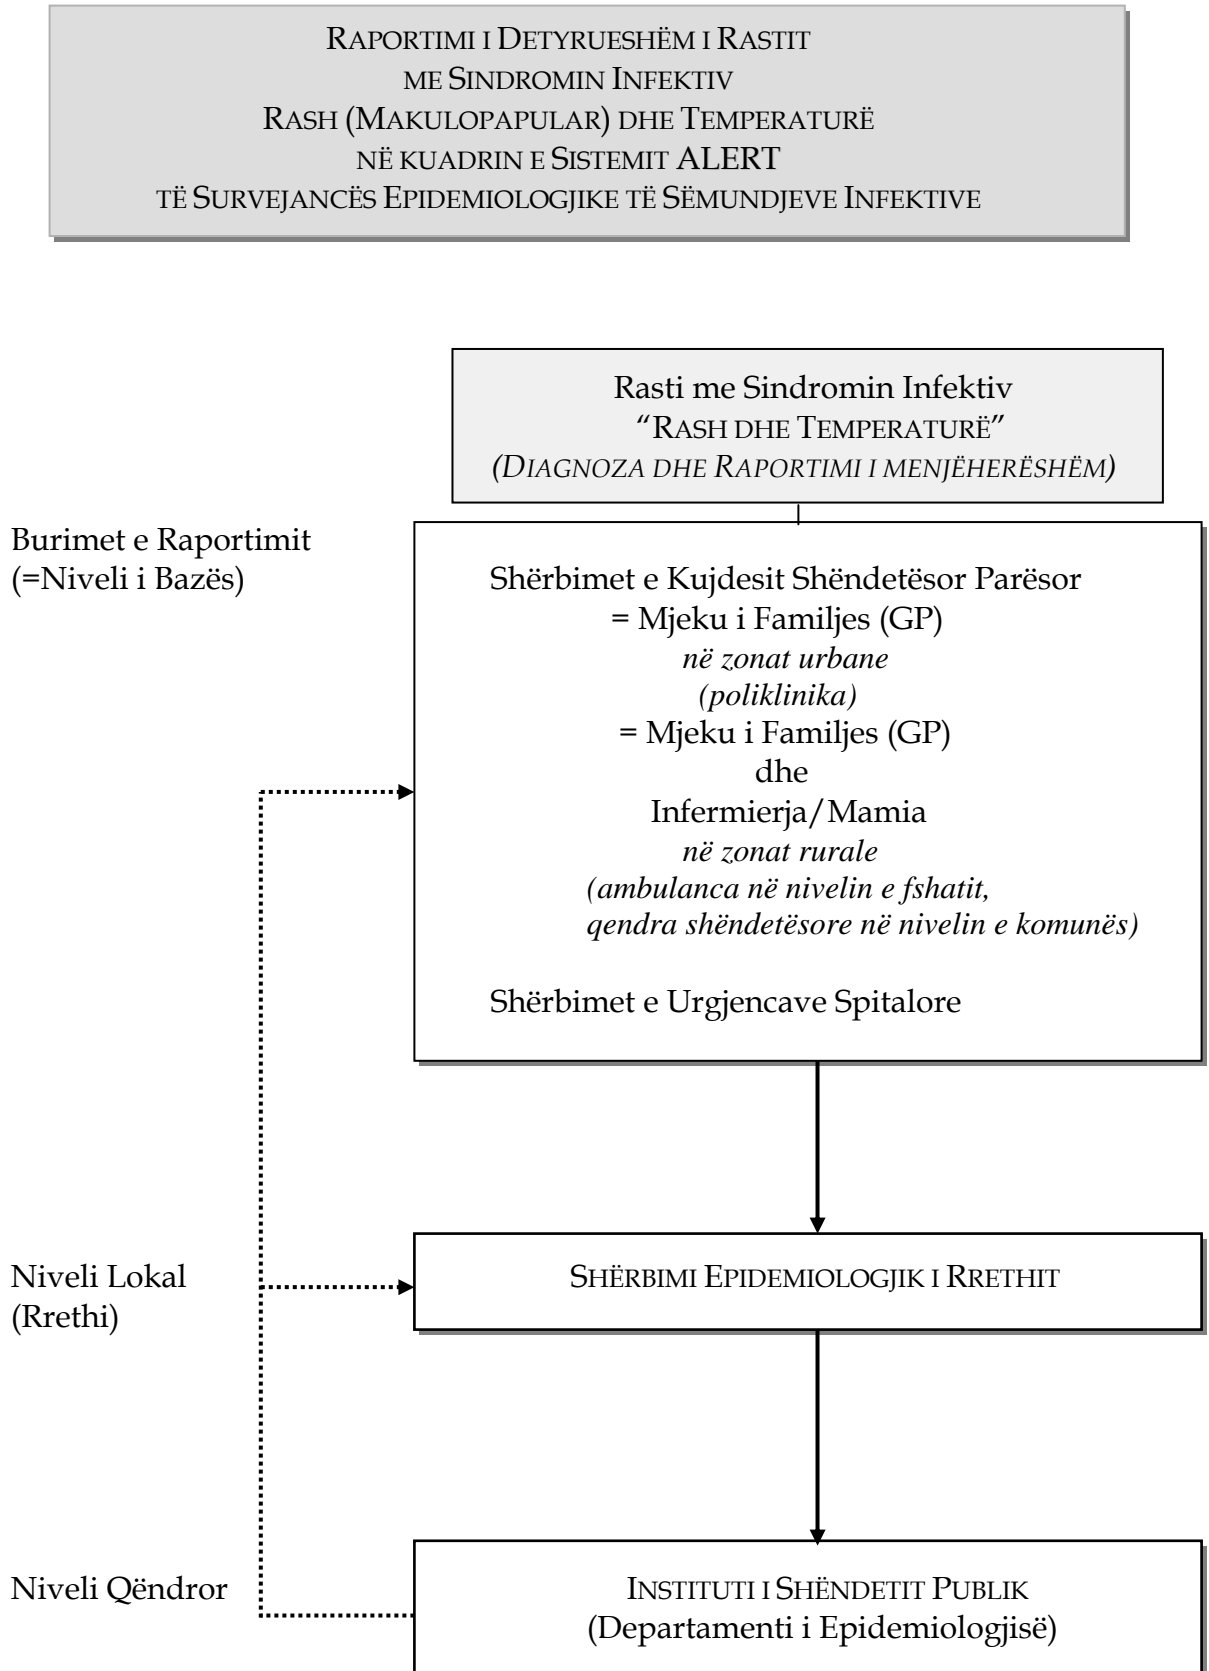 RAPORTIMI I DETYRUESHËM I RASTIT
ME SINDROMIN INFEKTIV
RASH (MAKULOPAPULAR) DHE TEMPERATURË
NË KUADRIN E SISTEMIT ALERT
TË SURVEJANCËS EPIDEMIOLOGJIKE TË SËMUNDJEVE INFEKTIVE
Rasti me Sindromin Infektiv
“RASH DHE TEMPERATURË”
(DIAGNOZA DHE RAPORTIMI I MENJËHERËSHËM)
Burimet e Raportimit
(=Niveli i Bazës)
Shërbimet e Kujdesit Shëndetësor Parësor
= Mjeku i Familjes (GP)
në zonat urbane
(poliklinika)
= Mjeku i Familjes (GP)
dhe
Infermierja/Mamia
në zonat rurale
(ambulanca në nivelin e fshatit,
qendra shëndetësore në nivelin e komunës)
Shërbimet e Urgjencave Spitalore
Niveli Lokal
(Rrethi)
SHËRBIMI EPIDEMIOLOGJIK I RRETHIT
Niveli Qëndror
INSTITUTI I SHËNDETIT PUBLIK
(Departamenti i Epidemiologjisë)